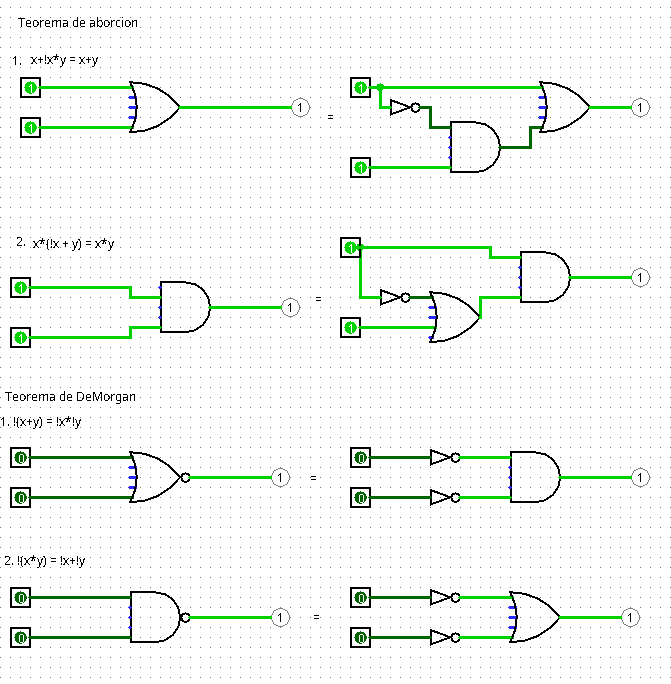 Teorema de aborcion
1. x+!x*y = x+y
1 1
1 = 1
1 1
2. x*(!x + y) = x*y
1
1 1
1 = 1
1 1
Teorema de DeMorgan
1. !(x+y) = !x*!y
0 0
1 = 1
0 0
2. !(x*y) = !x+!y
0 0
1 = 1
0 0